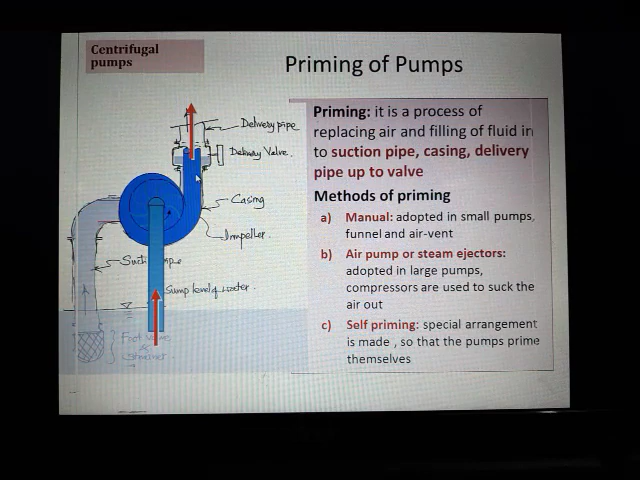 Centrifugal
pumps
Priming of Pumps
Delivery pipe
Delivery Valve.
Casing
Impeller.
Sump level of water.
Foot Valve
&
Strainer
Priming: it is a process of
replacing air and filling of fluid in
to suction pipe, casing, delivery
pipe up to valve
Methods of priming
a) Manual: adopted in small pumps,
funnel and air-vent
b) Air pump or steam ejectors:
adopted in large pumps,
compressors are used to suck the
air out
c) Self priming: special arrangement
is made , so that the pumps prime
themselves